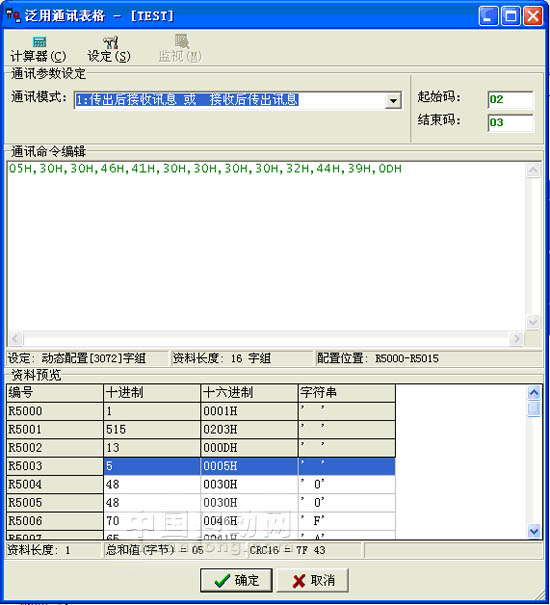 泛用通讯表格 - [TEST]
计算器(C) 设定(S) 监视(M)
通讯参数设定
通讯模式: 1:传出后接收讯息 或 接收后传出讯息
起始码: 02
结束码: 03
通讯命令编辑
05H,30H,30H,46H,41H,30H,30H,30H,30H,32H,44H,39H,0DH
设定: 动态配置[3072]字组 资料长度: 16 字组 配置位置: R5000-R5015
资料预览
编号 十进制 十六进制 字符串
R5000 1 0001H ' '
R5001 515 0203H ' '
R5002 13 000DH ' '
R5003 5 0005H ' '
R5004 48 0030H ' 0'
R5005 48 0030H ' 0'
R5006 70 0046H ' F'
R5007 65 0041H ' A'
资料长度: 1 总和值(字节) = 05 CRC16 = 7F 43
确定 取消